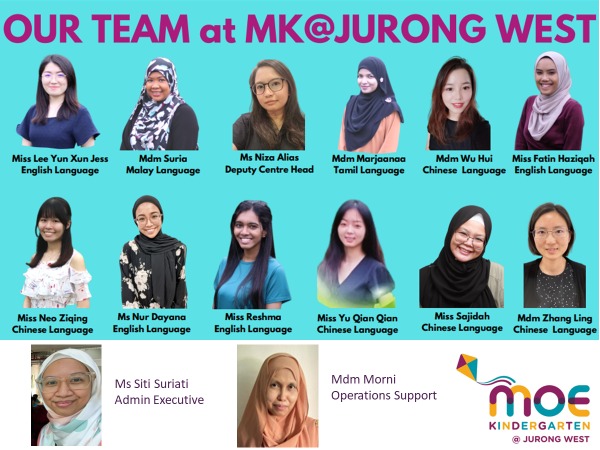 OUR TEAM at MK@JURONG WEST
Miss Lee Yun Xun Jess
English Language
Mdm Suria
Malay Language
Ms Niza Alias
Deputy Centre Head
Mdm Marjaanaa
Tamil Language
Mdm Wu Hui
Chinese Language
Miss Fatin Haziqah
English Language
Miss Neo Ziqing
Chinese Language
Ms Nur Dayana
English Language
Miss Reshma
English Language
Miss Yu Qian Qian
Chinese Language
Miss Sajidah
Chinese Language
Mdm Zhang Ling
Chinese Language
Ms Siti Suriati
Admin Executive
Mdm Morni
Operations Support
moe
KINDERGARTEN
@ JURONG WEST